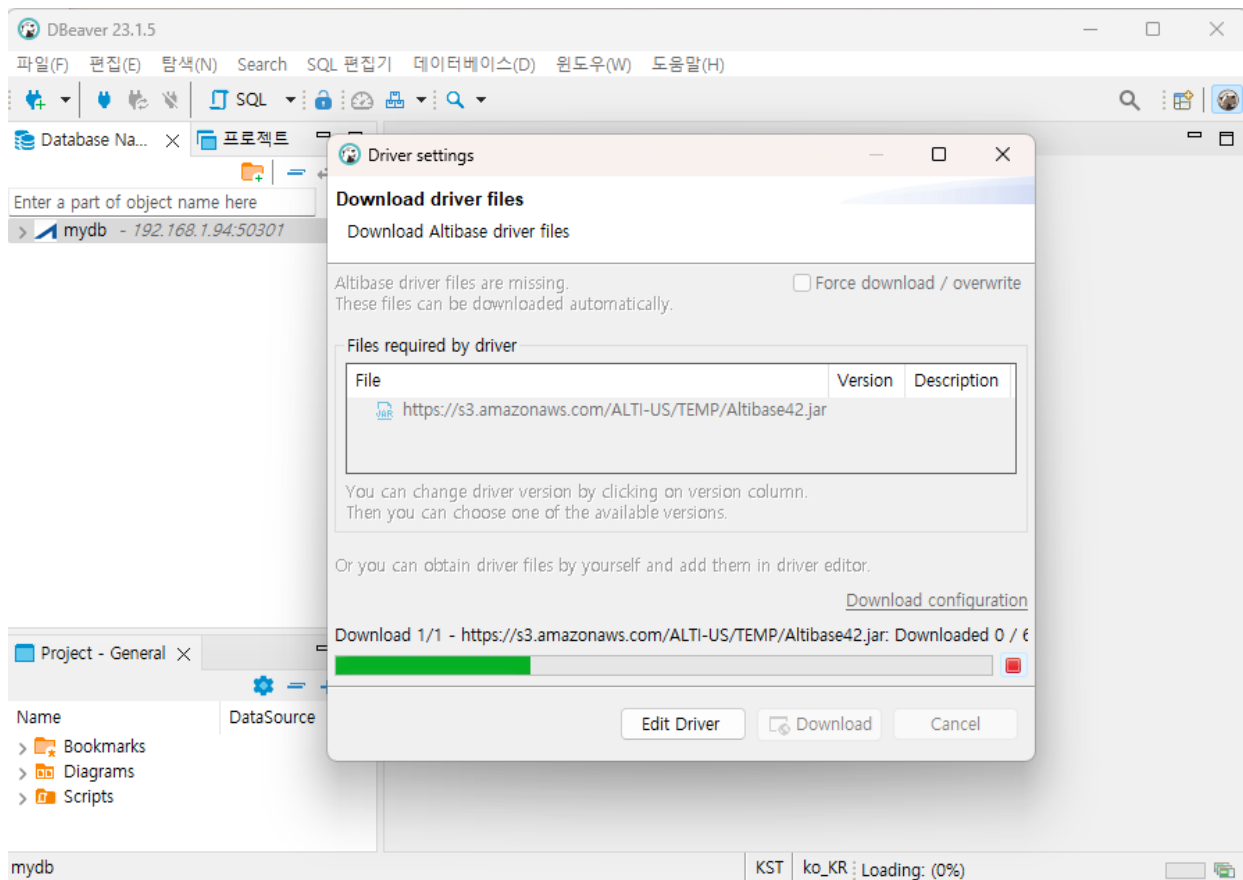 DBeaver 23.1.5
파일(F) 편집(E) 탐색(N) Search SQL 편집기 데이터베이스(D) 윈도우(W) 도움말(H)
SQL
Database Na... 프로젝트
Enter a part of object name here
mydb - 192.168.1.94:50301
Driver settings
Download driver files
Download Altibase driver files
Altibase driver files are missing.
These files can be downloaded automatically.
Force download / overwrite
Files required by driver
File Version Description
JAR https://s3.amazonaws.com/ALTI-US/TEMP/Altibase42.jar
You can change driver version by clicking on version column.
Then you can choose one of the available versions.
Or you can obtain driver files by yourself and add them in driver editor.
Download configuration
Download 1/1 - https://s3.amazonaws.com/ALTI-US/TEMP/Altibase42.jar: Downloaded 0 / 6
Edit Driver Download Cancel
Project - General
Name DataSource
Bookmarks
Diagrams
Scripts
mydb KST ko_KR Loading: (0%)